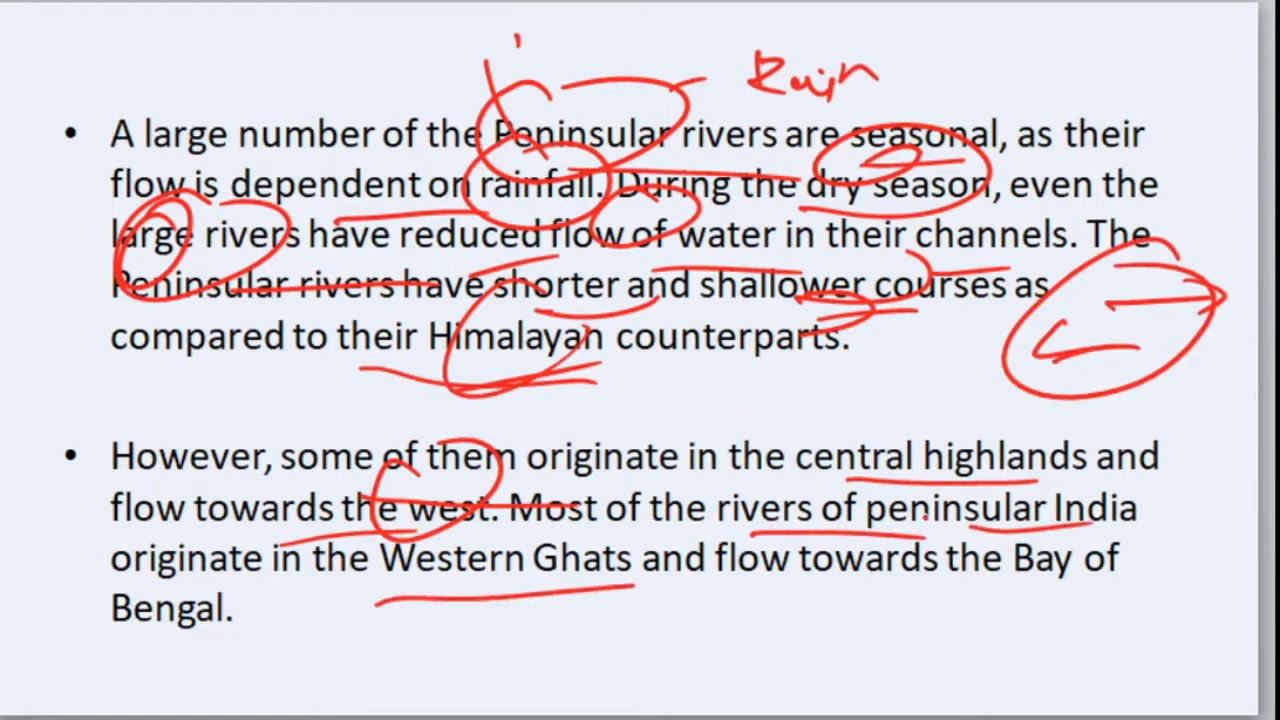 Rain
• A large number of the Peninsular rivers are seasonal, as their
flow is dependent on rainfall. During the dry season, even the
large rivers have reduced flow of water in their channels. The
Peninsular rivers have shorter and shallower courses as
compared to their Himalayan counterparts.
• However, some of them originate in the central highlands and
flow towards the west. Most of the rivers of peninsular India
originate in the Western Ghats and flow towards the Bay of
Bengal.